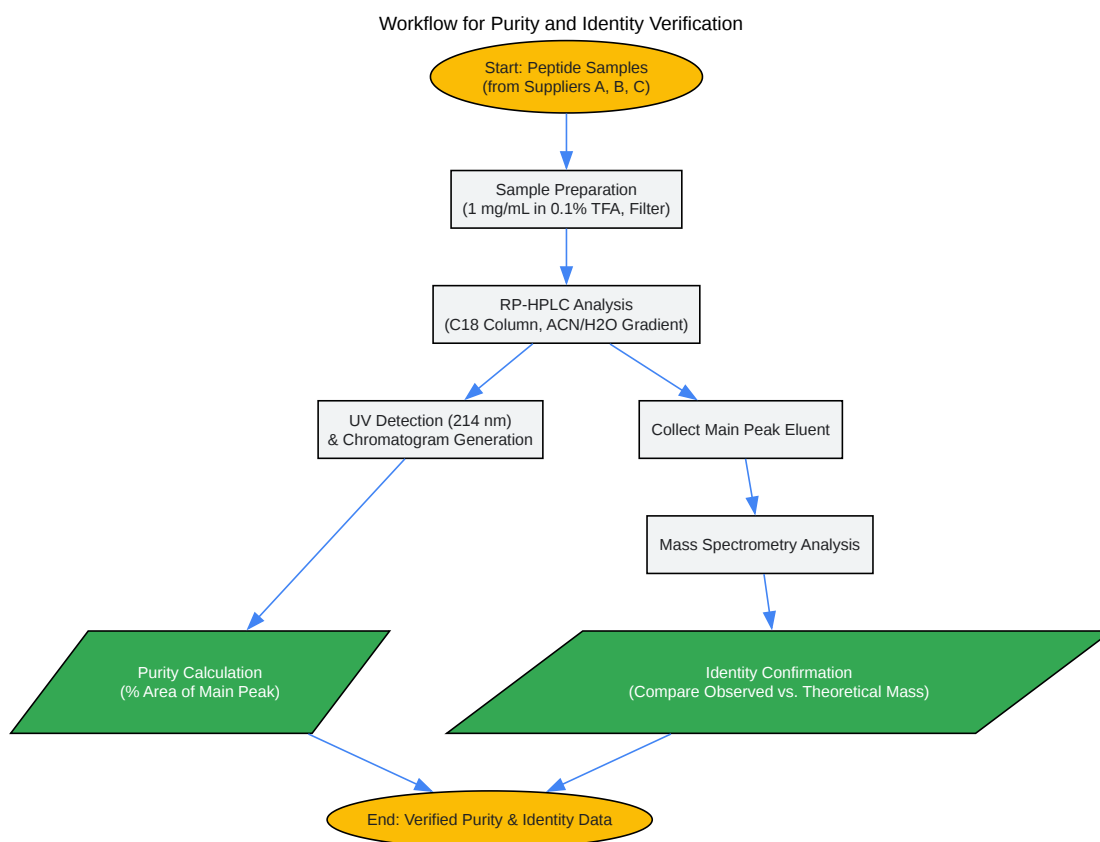 Workflow for Purity and Identity Verification
Start: Peptide Samples
(from Suppliers A, B, C)
Sample Preparation
(1 mg/mL in 0.1% TFA, Filter)
RP-HPLC Analysis
(C18 Column, ACN/H2O Gradient)
UV Detection (214 nm)
& Chromatogram Generation
Collect Main Peak Eluent
Mass Spectrometry Analysis
Purity Calculation
(% Area of Main Peak)
Identity Confirmation
(Compare Observed vs. Theoretical Mass)
End: Verified Purity & Identity Data